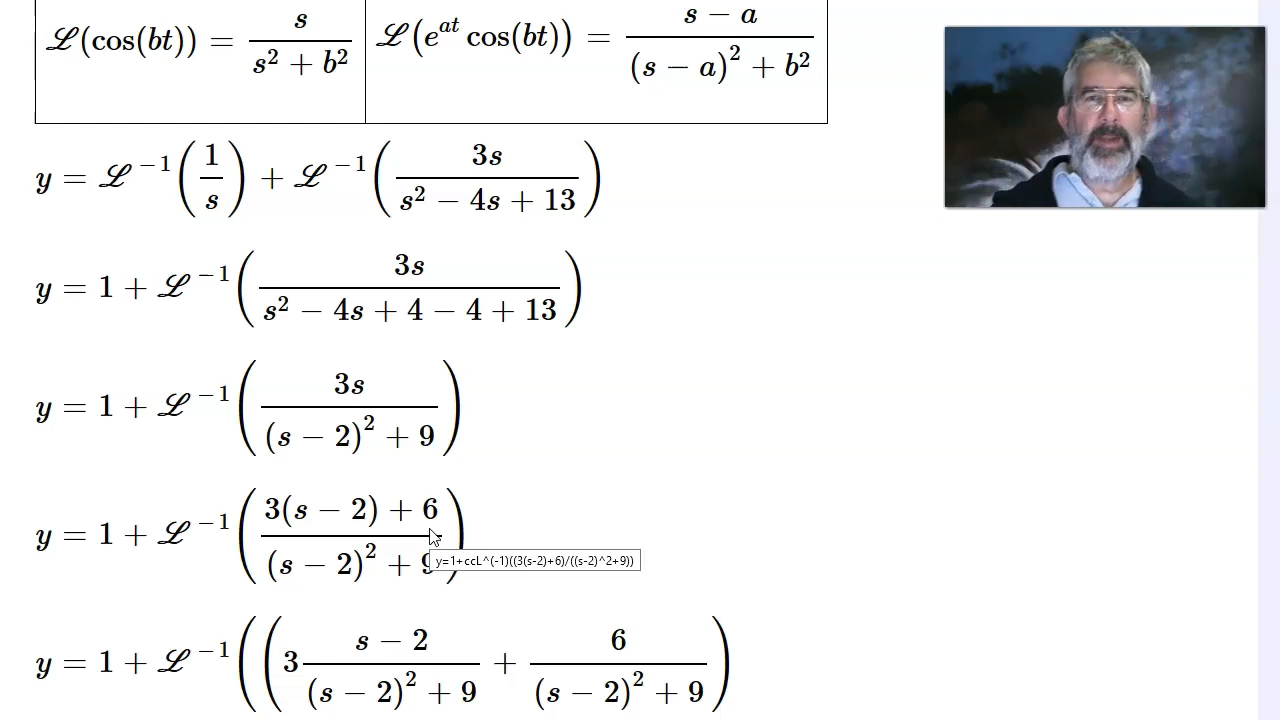 ℒ(cos(bt)) = s/(s² + b²)  ℒ(e^(at) cos(bt)) = (s − a)/((s − a)² + b²)
y = ℒ⁻¹(1/s) + ℒ⁻¹(3s/(s² − 4s + 13))
y = 1 + ℒ⁻¹(3s/(s² − 4s + 4 − 4 + 13))
y = 1 + ℒ⁻¹(3s/((s − 2)² + 9))
y = 1 + ℒ⁻¹((3(s − 2) + 6)/((s − 2)² + 9))
y=1+ccL^(-1)((3(s-2)+6)/((s-2)^2+9))
y = 1 + ℒ⁻¹((3 (s − 2)/((s − 2)² + 9) + 6/((s − 2)² + 9))